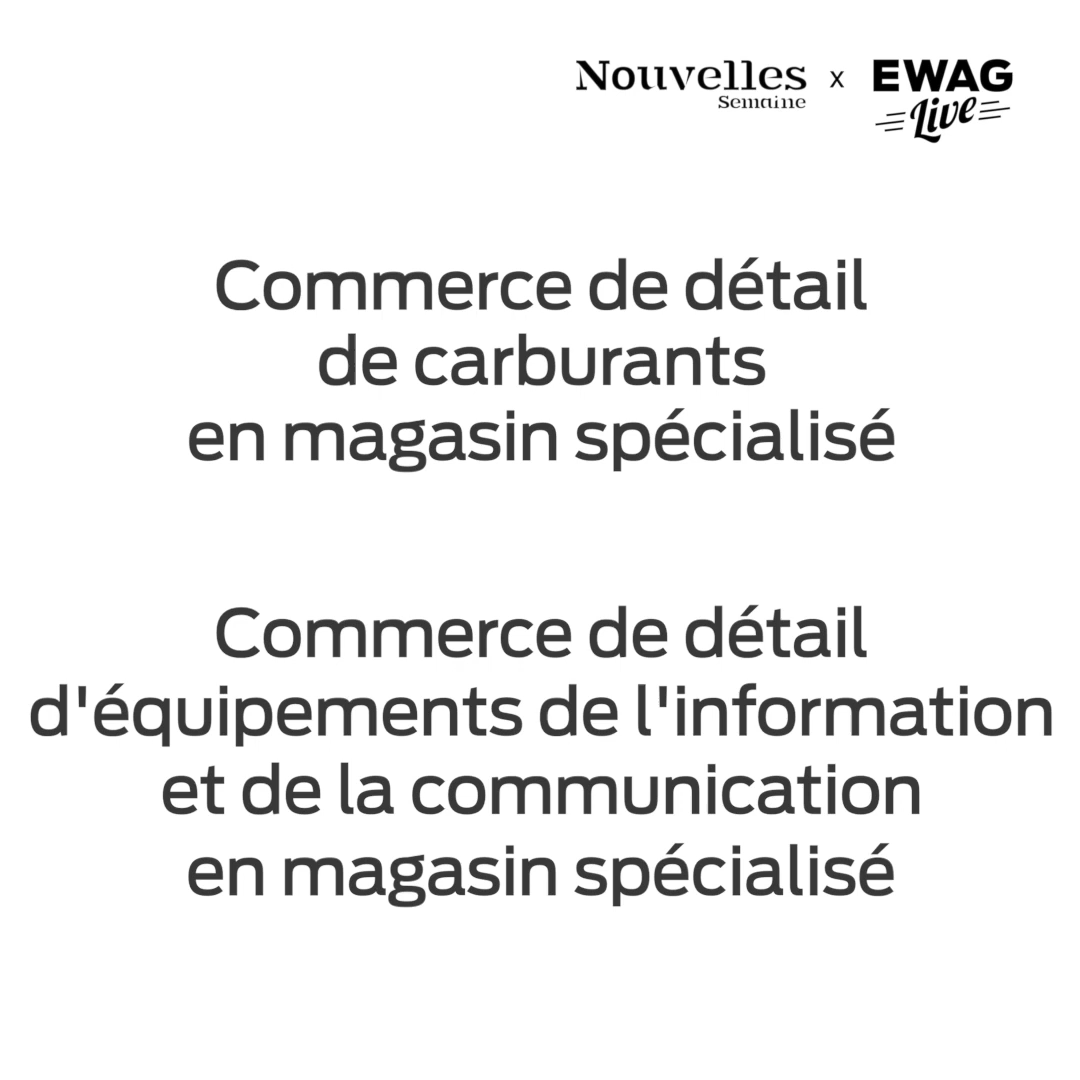 Nouvelles x EWAG
Semaine Live
Commerce de détail
de carburants
en magasin spécialisé
Commerce de détail
d'équipements de l'information
et de la communication
en magasin spécialisé